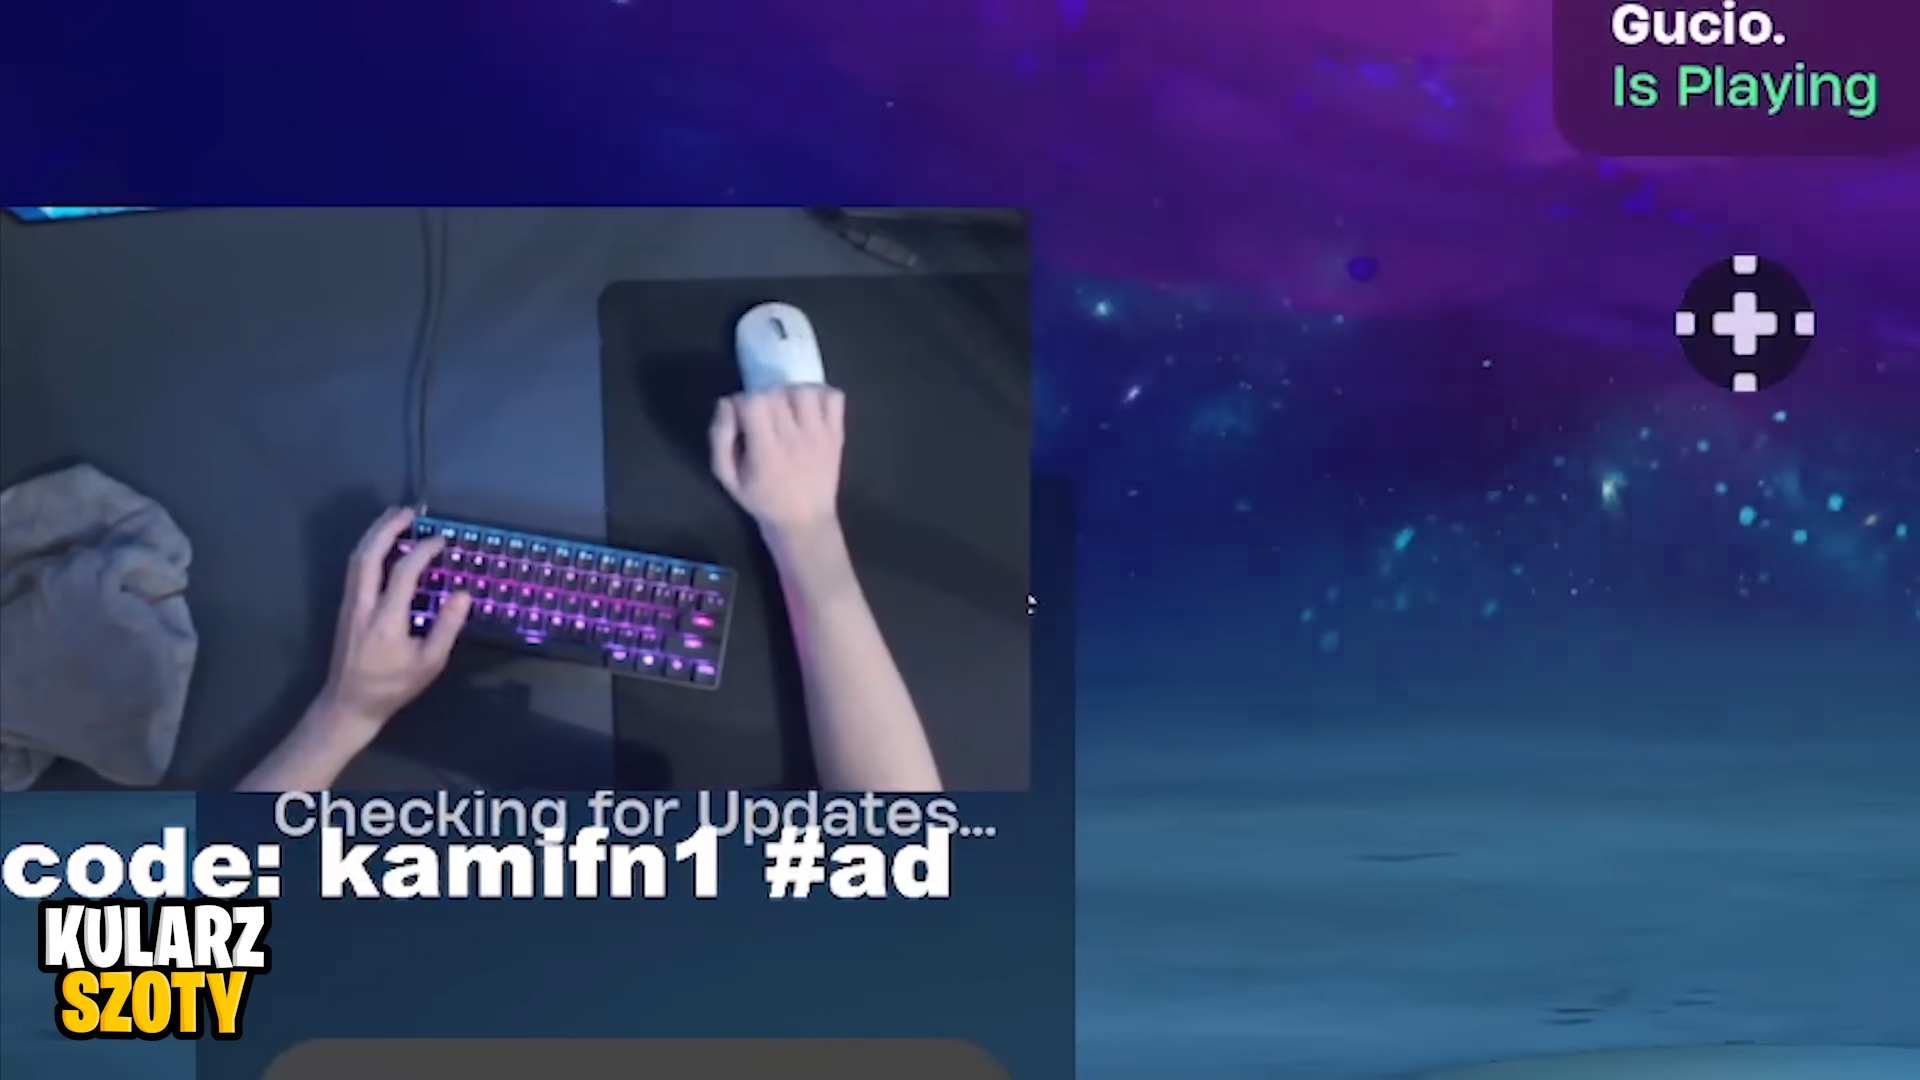 Gucio.
Is Playing
Checking for Updates...
code: kamifn1 #ad
KULARZ
SZOTY